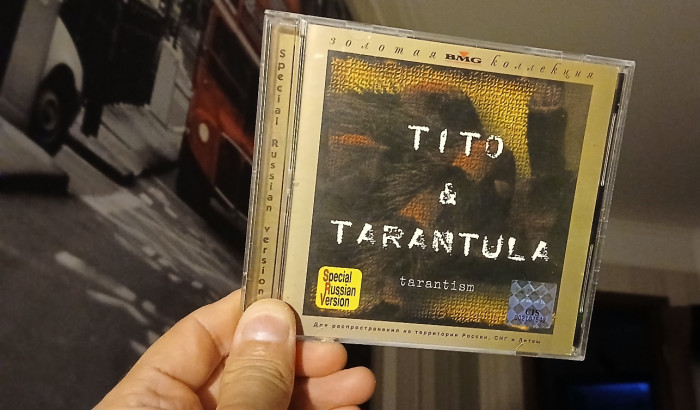 Special Russian version
золотая BMG коллекция
TITO
&
TARANTULA
tarantism
Special
Russian
Version
Для распространения на территории России, СНГ и Литвы